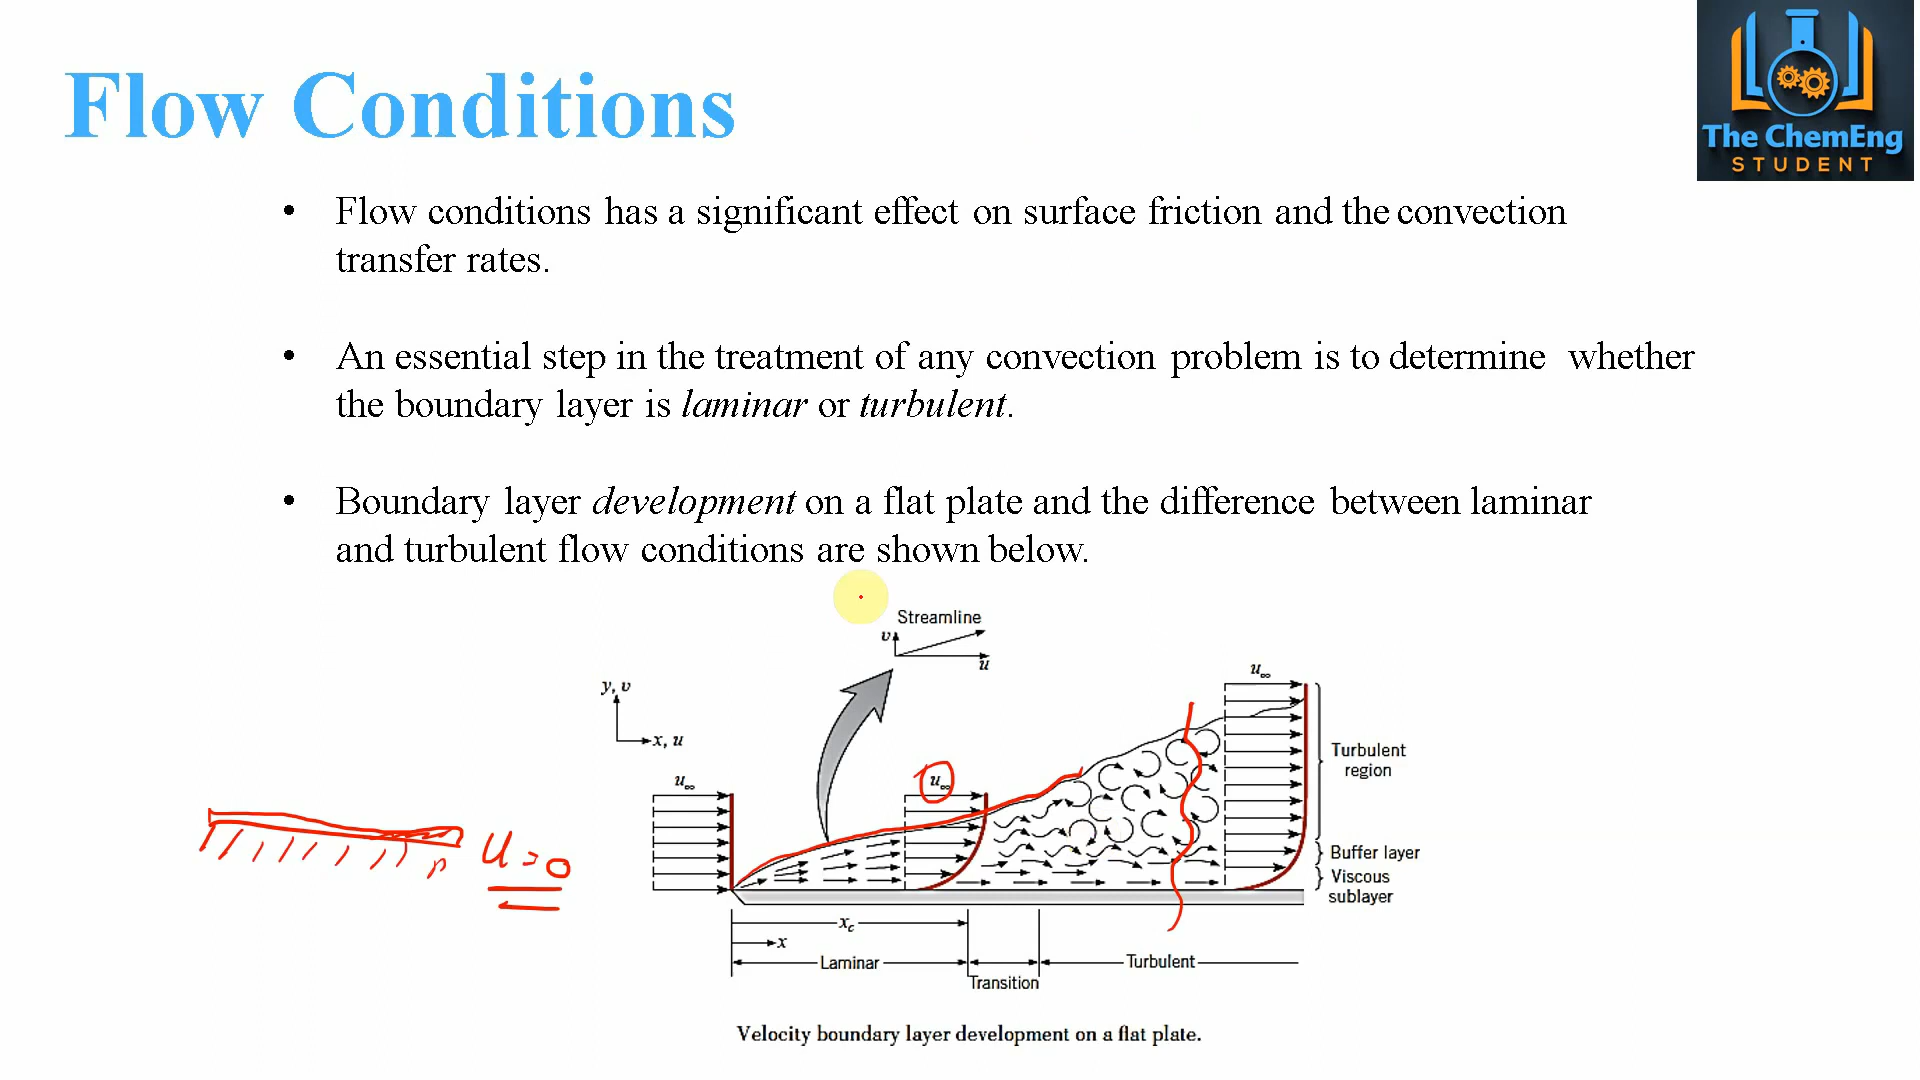 Flow Conditions
The ChemEng
STUDENT
• Flow conditions has a significant effect on surface friction and the convection
transfer rates.
• An essential step in the treatment of any convection problem is to determine whether
the boundary layer is laminar or turbulent.
• Boundary layer development on a flat plate and the difference between laminar
and turbulent flow conditions are shown below.
Streamline
v
u
y, v
x, u
u∞
u∞
u∞
Turbulent
region
Buffer layer
Viscous
sublayer
u=0
xc
x
Laminar
Transition
Turbulent
Velocity boundary layer development on a flat plate.